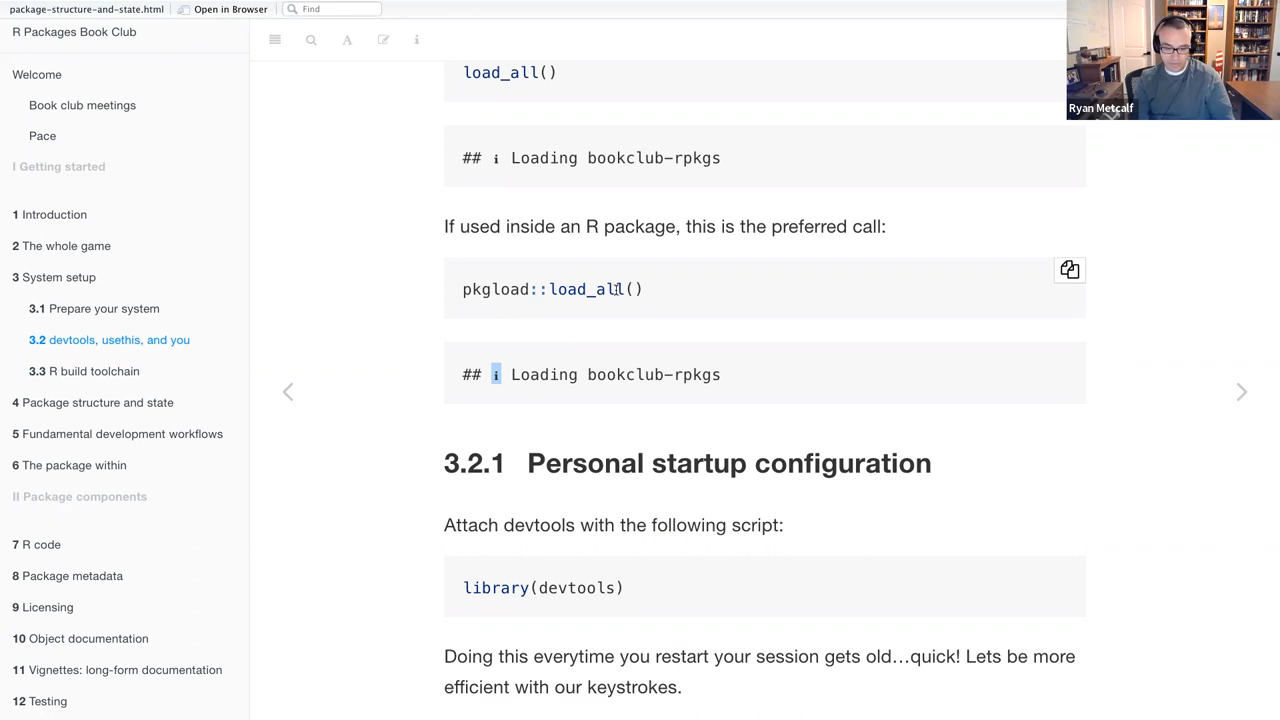 package-structure-and-state.html Open in Browser Find
R Packages Book Club
Welcome
Book club meetings
Pace
I Getting started
1 Introduction
2 The whole game
3 System setup
3.1 Prepare your system
3.2 devtools, usethis, and you
3.3 R build toolchain
4 Package structure and state
5 Fundamental development workflows
6 The package within
II Package components
7 R code
8 Package metadata
9 Licensing
10 Object documentation
11 Vignettes: long-form documentation
12 Testing
load_all()
## ℹ Loading bookclub-rpkgs
If used inside an R package, this is the preferred call:
pkgload::load_all()
## ℹ Loading bookclub-rpkgs
3.2.1 Personal startup configuration
Attach devtools with the following script:
library(devtools)
Doing this everytime you restart your session gets old…quick! Lets be more
efficient with our keystrokes.
Ryan Metcalf